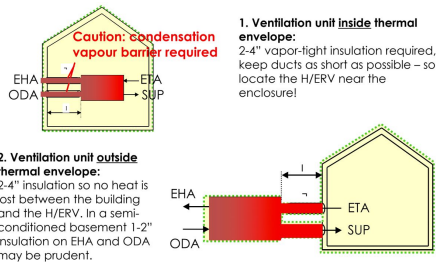 Caution: condensation
vapour barrier required
EHA
ODA
ETA
SUP
l
1. Ventilation unit inside thermal
envelope:
2-4” vapor-tight insulation required,
keep ducts as short as possible – so
locate the H/ERV near the
enclosure!
2. Ventilation unit outside
thermal envelope:
2-4” insulation so no heat is
lost between the building
and the H/ERV. In a semi-
conditioned basement 1-2”
insulation on EHA and ODA
may be prudent.
EHA
ODA
l
ETA
SUP